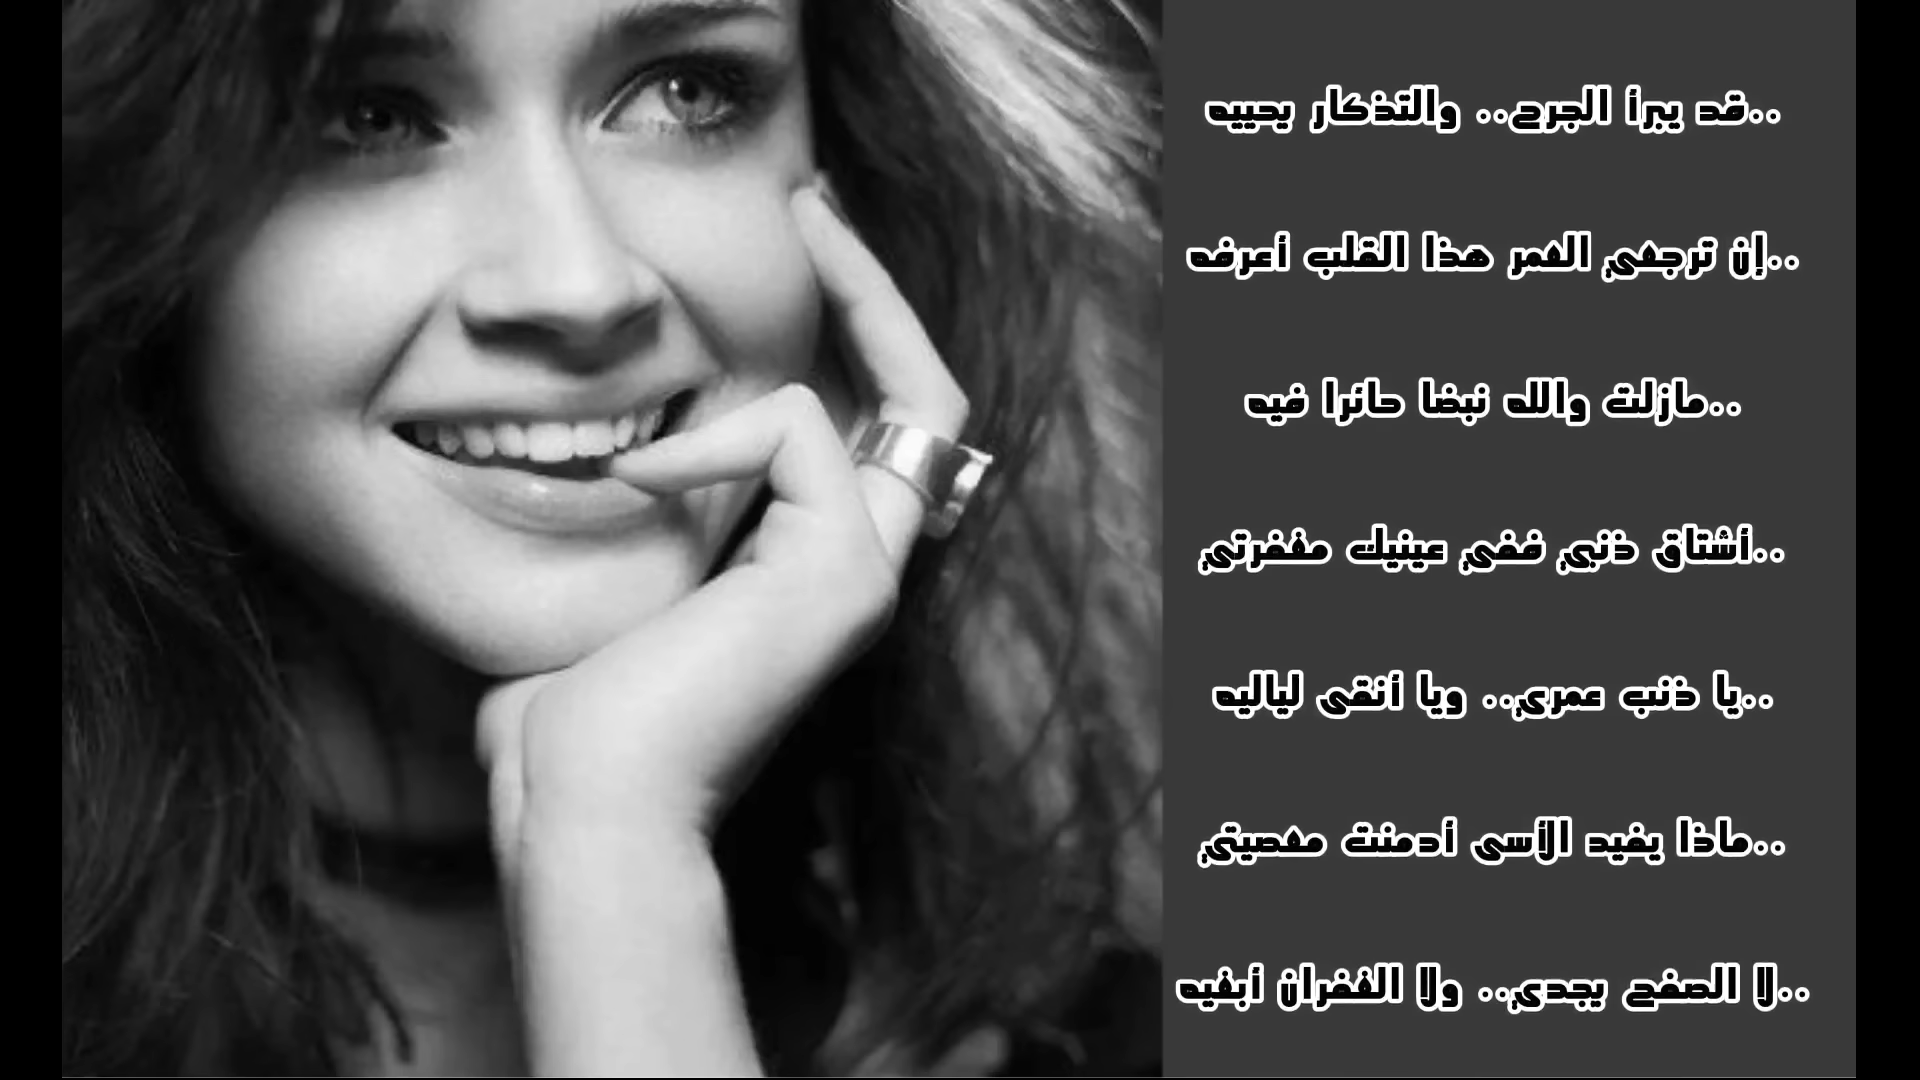 ..قد يبرأ الجرح.. والتذكار يحييه
..إن ترجعي العمر هذا القلب أعرفه
..مازلت والله نبضا حائرا فيه
..أشتاق ذنبي ففي عينيك مغفرتي
..يا ذنب عمري.. ويا أنقى لياليه
..ماذا يفيد الأسى أدمنت معصيتي
..لا الصفح يجدي.. ولا الغفران أبغيه